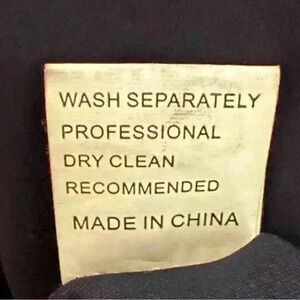 WASH SEPARATELY
PROFESSIONAL
DRY CLEAN
RECOMMENDED
MADE IN CHINA